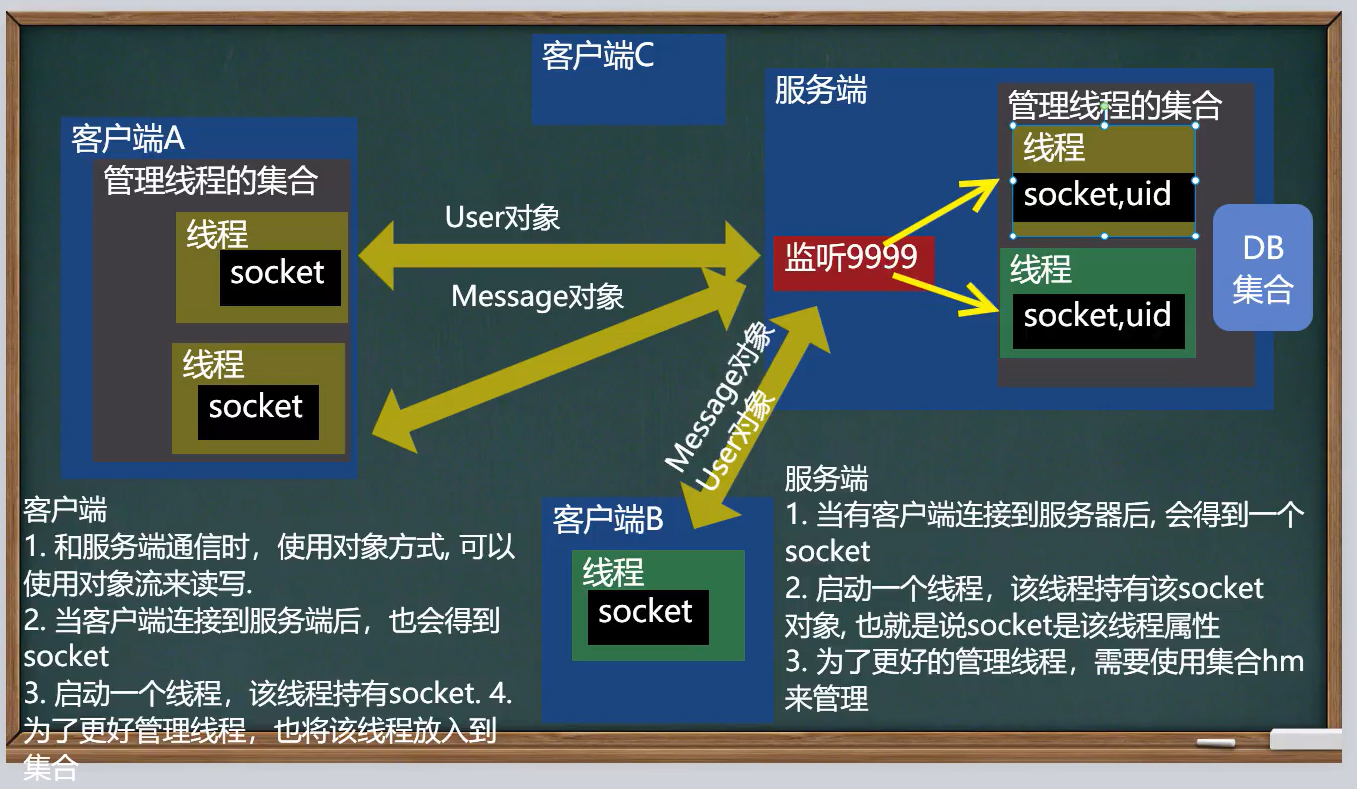 客户端C
服务端
管理线程的集合
线程
socket,uid
监听9999
线程
socket,uid
DB
集合
客户端A
管理线程的集合
线程
socket
线程
socket
User对象
Message对象
Message对象
User对象
客户端B
线程
socket
客户端
1. 和服务端通信时，使用对象方式, 可以
使用对象流来读写.
2. 当客户端连接到服务端后，也会得到
socket
3. 启动一个线程，该线程持有socket. 4.
为了更好管理线程，也将该线程放入到
集合
服务端
1. 当有客户端连接到服务器后, 会得到一个
socket
2. 启动一个线程，该线程持有该socket
对象, 也就是说socket是该线程属性
3. 为了更好的管理线程，需要使用集合hm
来管理